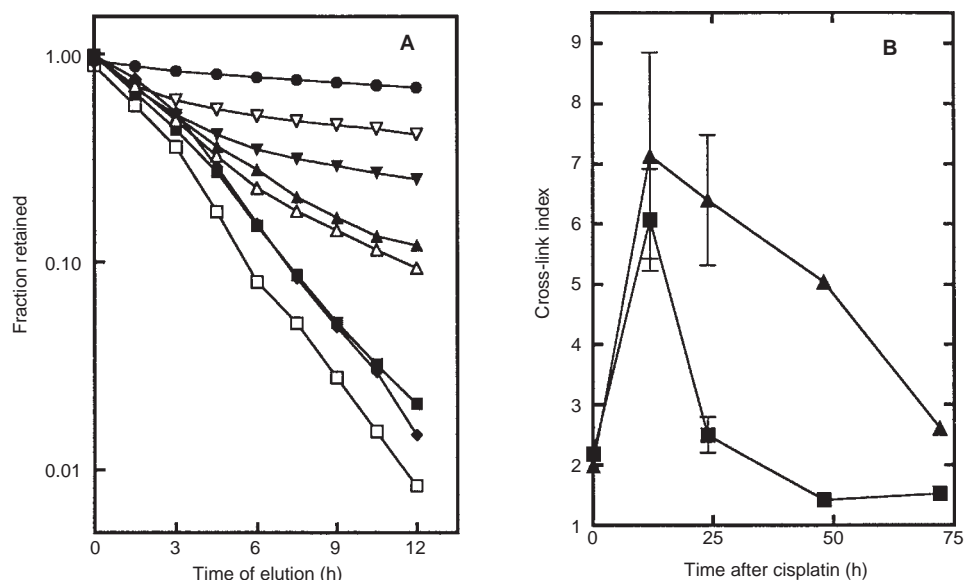 A
1.00
0.10
0.01
Fraction retained
0 3 6 9 12
Time of elution (h)
B
9
8
7
6
5
4
3
2
1
Cross-link index
0 25 50 75
Time after cisplatin (h)